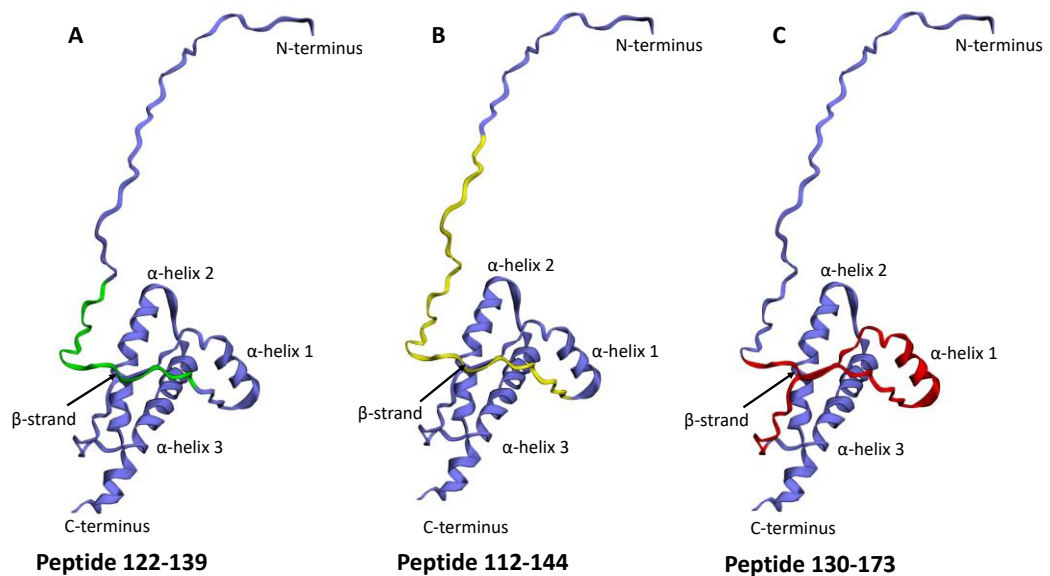 A
N-terminus
α-helix 2
α-helix 1
β-strand
α-helix 3
C-terminus
Peptide 122-139
B
N-terminus
α-helix 2
α-helix 1
β-strand
α-helix 3
C-terminus
Peptide 112-144
C
N-terminus
α-helix 2
α-helix 1
β-strand
α-helix 3
C-terminus
Peptide 130-173